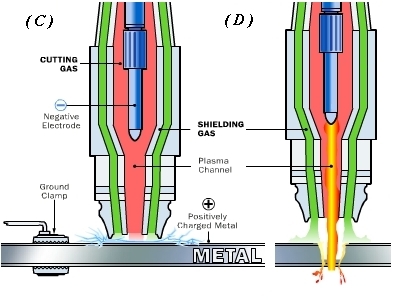 (C)
(D)
CUTTING
GAS
Negative
Electrode
SHIELDING
GAS
Plasma
Channel
Ground
Clamp
Positively
Charged Metal
METAL